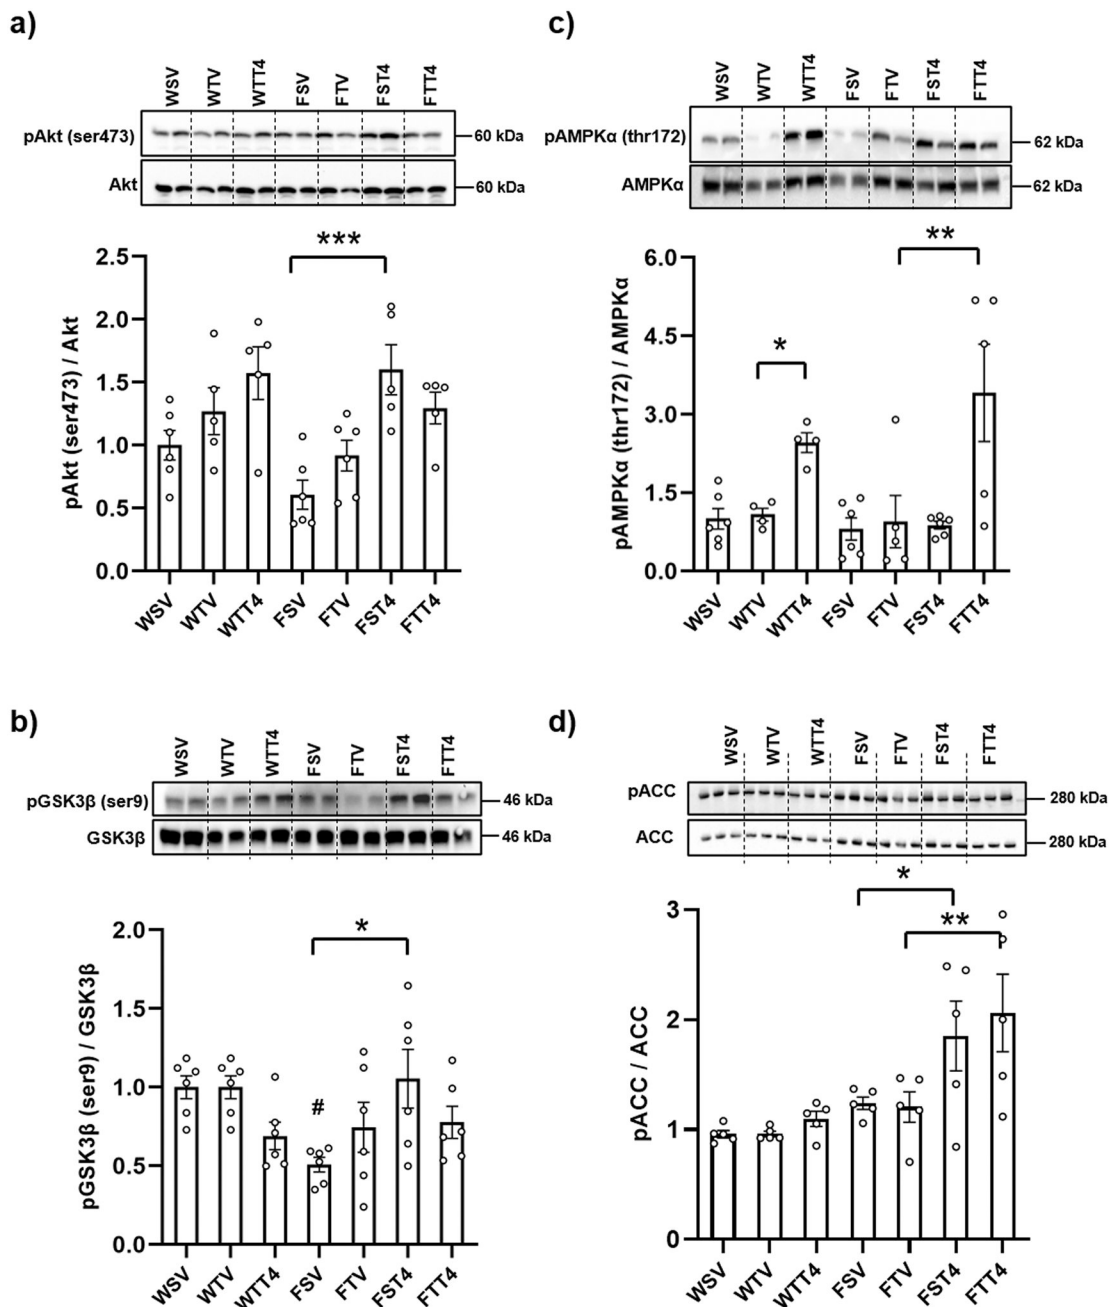 a)
WSV WTV WTT4 FSV FTV FST4 FTT4
pAkt (ser473) 60 kDa
Akt 60 kDa
***
pAkt (ser473) / Akt
2.5
2.0
1.5
1.0
0.5
0.0
WSV WTV WTT4 FSV FTV FST4 FTT4
c)
WSV WTV WTT4 FSV FTV FST4 FTT4
pAMPKα (thr172) 62 kDa
AMPKα 62 kDa
**
*
pAMPKα (thr172) / AMPKα
6.0
4.5
3.0
1.5
0.0
WSV WTV WTT4 FSV FTV FST4 FTT4
b)
WSV WTV WTT4 FSV FTV FST4 FTT4
pGSK3β (ser9) 46 kDa
GSK3β 46 kDa
*
#
pGSK3β (ser9) / GSK3β
2.0
1.5
1.0
0.5
0.0
WSV WTV WTT4 FSV FTV FST4 FTT4
d)
WSV WTV WTT4 FSV FTV FST4 FTT4
pACC 280 kDa
ACC 280 kDa
*
**
pACC / ACC
3
2
1
0
WSV WTV WTT4 FSV FTV FST4 FTT4